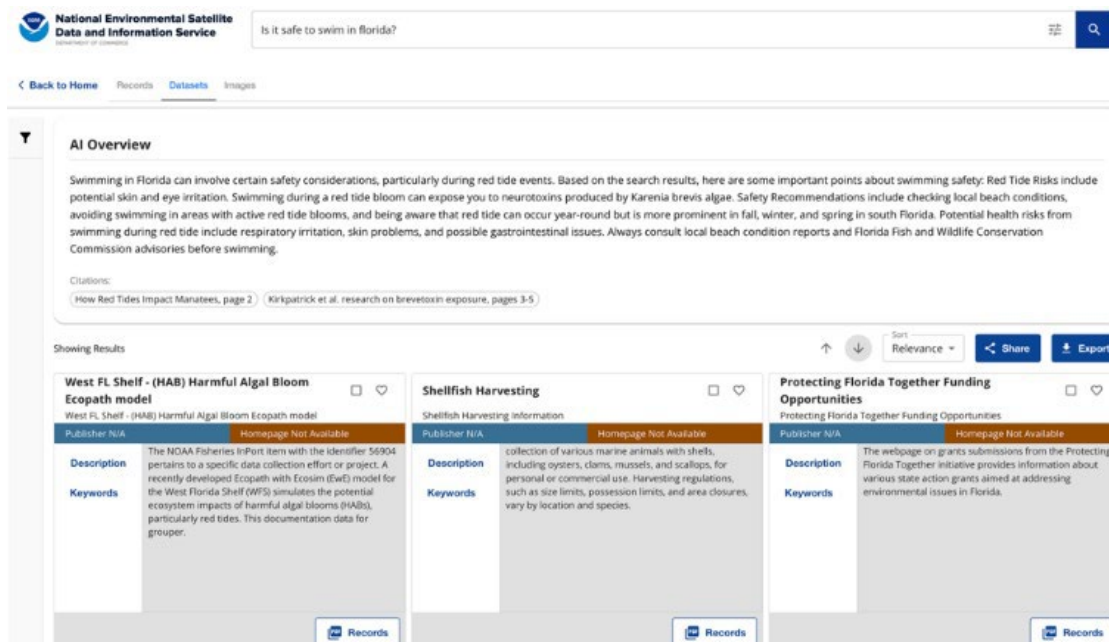 National Environmental Satellite
Data and Information Service
DEPARTMENT OF COMMERCE
Is it safe to swim in florida?
Back to Home Records Datasets Images
AI Overview
Swimming in Florida can involve certain safety considerations, particularly during red tide events. Based on the search results, here are some important points about swimming safety: Red Tide Risks include
potential skin and eye irritation. Swimming during a red tide bloom can expose you to neurotoxins produced by Karenia brevis algae. Safety Recommendations include checking local beach conditions,
avoiding swimming in areas with active red tide blooms, and being aware that red tide can occur year-round but is more prominent in fall, winter, and spring in south Florida. Potential health risks from
swimming during red tide include respiratory irritation, skin problems, and possible gastrointestinal issues. Always consult local beach condition reports and Florida Fish and Wildlife Conservation
Commission advisories before swimming.
Citations:
How Red Tides Impact Manatees, page 2 Kirkpatrick et al. research on brevetoxin exposure, pages 3-5
Showing Results
Sort
Relevance
Share
Export
West FL Shelf - (HAB) Harmful Algal Bloom
Ecopath model
West FL Shelf - (HAB) Harmful Algal Bloom Ecopath model
Publisher N/A Homepage Not Available
Description
Keywords
The NOAA Fisheries InPort item with the identifier 56904
pertains to a specific data collection effort or project. A
recently developed Ecopath with Ecosim (EwE) model for
the West Florida Shelf (WFS) simulates the potential
ecosystem impacts of harmful algal blooms (HABs),
particularly red tides. This documentation data for
grouper.
Records
Shellfish Harvesting
Shellfish Harvesting Information
Publisher N/A Homepage Not Available
Description
Keywords
collection of various marine animals with shells,
including oysters, clams, mussels, and scallops, for
personal or commercial use. Harvesting regulations,
such as size limits, possession limits, and area closures,
vary by location and species.
Records
Protecting Florida Together Funding
Opportunities
Protecting Florida Together Funding Opportunities
Publisher N/A Homepage Not Available
Description
Keywords
The webpage on grants submissions from the Protecting
Florida Together initiative provides information about
various state action grants aimed at addressing
environmental issues in Florida.
Records